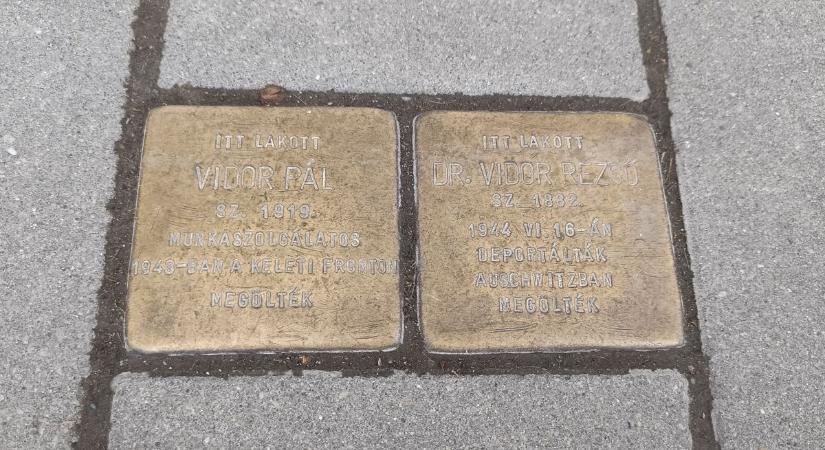 ITT LAKOTT
VIDOR PÁL
SZ. 1919.
MUNKASZOLGÁLATOS
1943-BAN A KELETI FRONTON
MEGÖLTÉK
ITT LAKOTT
DR. VIDOR REZSŐ
SZ. 1882.
1944. VI. 16-ÁN
DEPORTÁLTÁK
AUSCHWITZBAN
MEGÖLTÉK